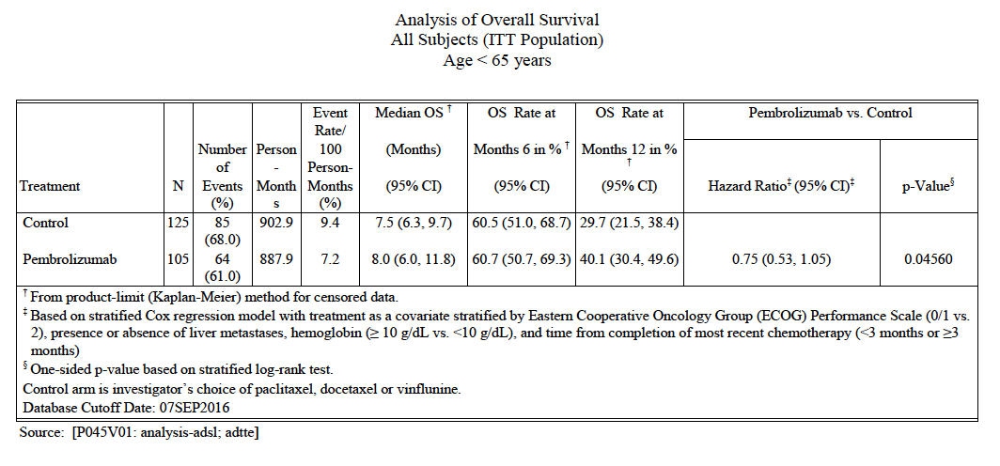 Analysis of Overall Survival
All Subjects (ITT Population)
Age < 65 years
Treatment
N
Number
of
Events
(%)
Person
-
Month
s
Event
Rate/
100
Person-
Months
(%)
Median OS †
(Months)
(95% CI)
OS Rate at
Months 6 in % †
(95% CI)
OS Rate at
Months 12 in %
†
(95% CI)
Pembrolizumab vs. Control
Hazard Ratio‡ (95% CI)‡
p-Value§
Control 125 85 902.9 9.4 7.5 (6.3, 9.7) 60.5 (51.0, 68.7) 29.7 (21.5, 38.4)
(68.0)
Pembrolizumab 105 64 887.9 7.2 8.0 (6.0, 11.8) 60.7 (50.7, 69.3) 40.1 (30.4, 49.6) 0.75 (0.53, 1.05) 0.04560
(61.0)
† From product-limit (Kaplan-Meier) method for censored data.
‡ Based on stratified Cox regression model with treatment as a covariate stratified by Eastern Cooperative Oncology Group (ECOG) Performance Scale (0/1 vs.
2), presence or absence of liver metastases, hemoglobin (≥ 10 g/dL vs. <10 g/dL), and time from completion of most recent chemotherapy (<3 months or ≥3
months)
§ One-sided p-value based on stratified log-rank test.
Control arm is investigator's choice of paclitaxel, docetaxel or vinflunine.
Database Cutoff Date: 07SEP2016
Source: [P045V01: analysis-adsl; adtte]